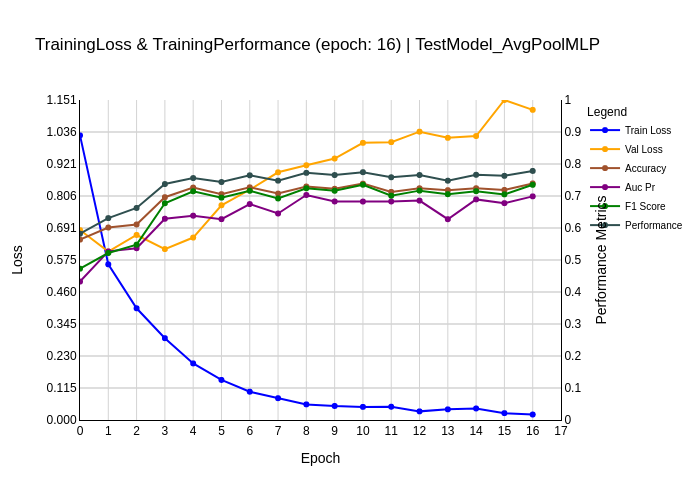 TrainingLoss & TrainingPerformance (epoch: 16) | TestModel_AvgPoolMLP
1.151
1.036
0.921
0.806
0.691
0.575
0.460
0.345
0.230
0.115
0.000
Loss
0 1 2 3 4 5 6 7 8 9 10 11 12 13 14 15 16 17
Epoch
1
0.9
0.8
0.7
0.6
0.5
0.4
0.3
0.2
0.1
0
Performance Metrics
Legend
Train Loss
Val Loss
Accuracy
Auc Pr
F1 Score
Performance